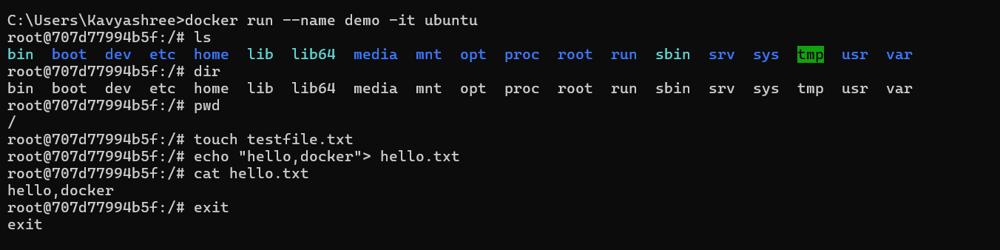 C:\Users\Kavyashree>docker run --name demo -it ubuntu
root@707d77994b5f:/# ls
bin  boot  dev  etc  home  lib  lib64  media  mnt  opt  proc  root  run  sbin  srv  sys  tmp  usr  var
root@707d77994b5f:/# dir
bin  boot  dev  etc  home  lib  lib64  media  mnt  opt  proc  root  run  sbin  srv  sys  tmp  usr  var
root@707d77994b5f:/# pwd
/
root@707d77994b5f:/# touch testfile.txt
root@707d77994b5f:/# echo "hello,docker"> hello.txt
root@707d77994b5f:/# cat hello.txt
hello,docker
root@707d77994b5f:/# exit
exit